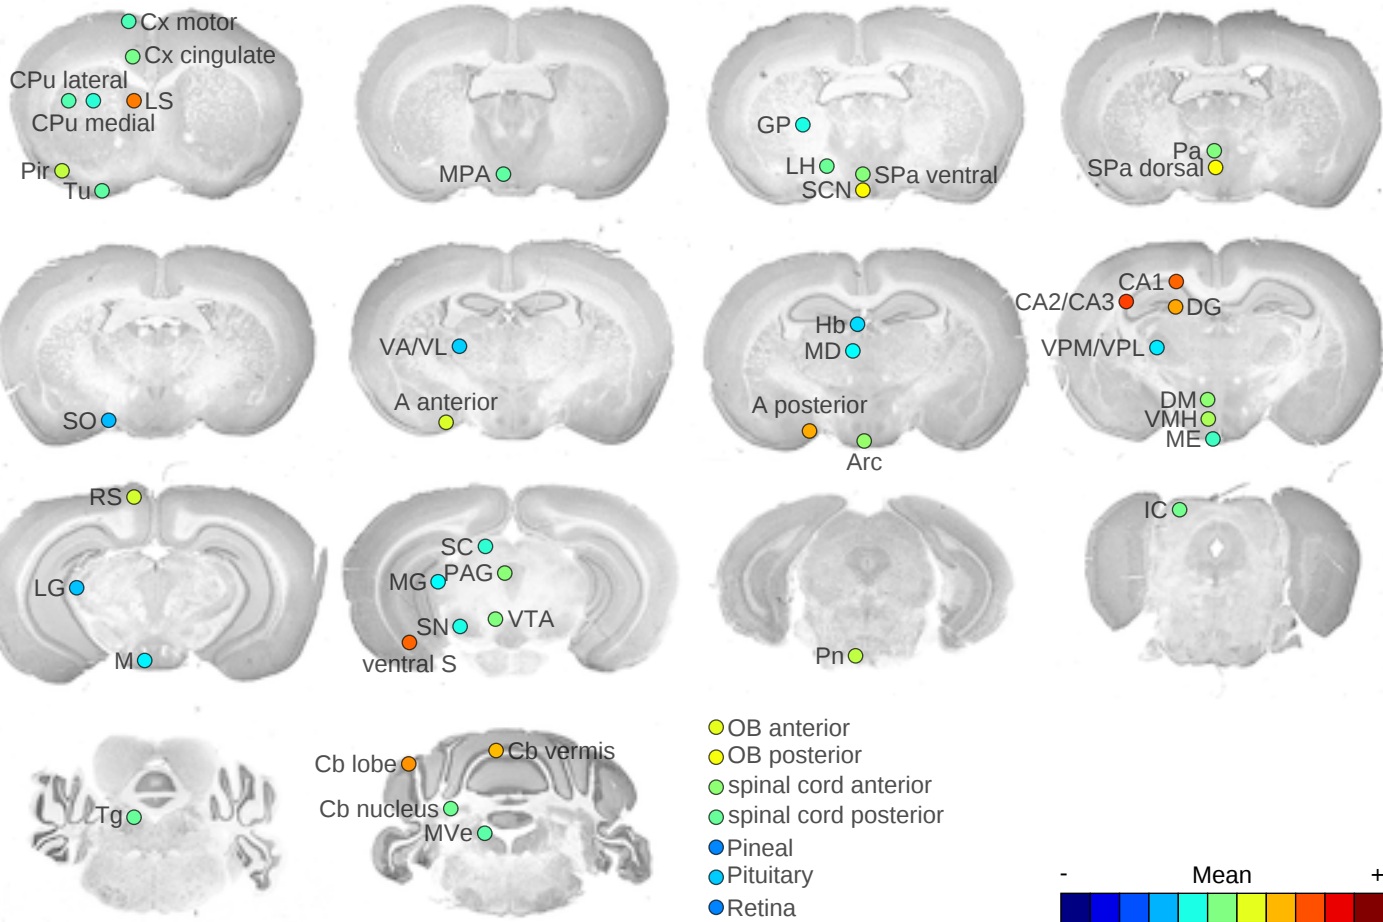 Cx motor
Cx cingulate
CPu lateral
LS
CPu medial
Pir
Tu
MPA
GP
LH
SPa ventral
SCN
Pa
SPa dorsal
SO
VA/VL
A anterior
Hb
MD
A posterior
Arc
CA1
CA2/CA3
DG
VPM/VPL
DM
VMH
ME
RS
LG
M
SC
MG
PAG
SN
VTA
ventral S
Pn
IC
Tg
Cb lobe
Cb vermis
Cb nucleus
MVe
OB anterior
OB posterior
spinal cord anterior
spinal cord posterior
Pineal
Pituitary
Retina
- Mean +